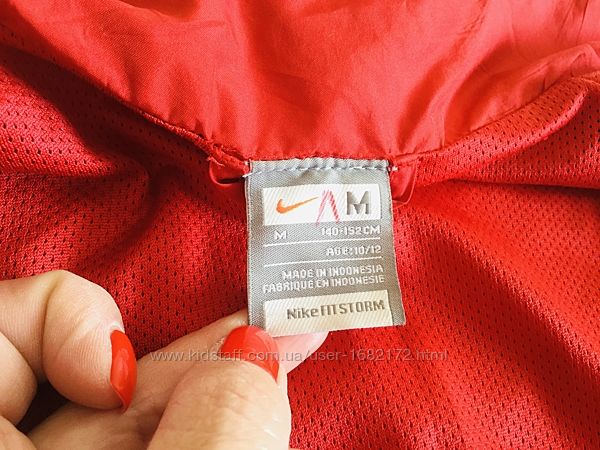 M
M 140-152CM
AGE: 10/12
MADE IN INDONESIA
FABRIQUE EN INDONESIE
Nike FIT STORM
www.kidstaff.com.ua/user-1682172.html